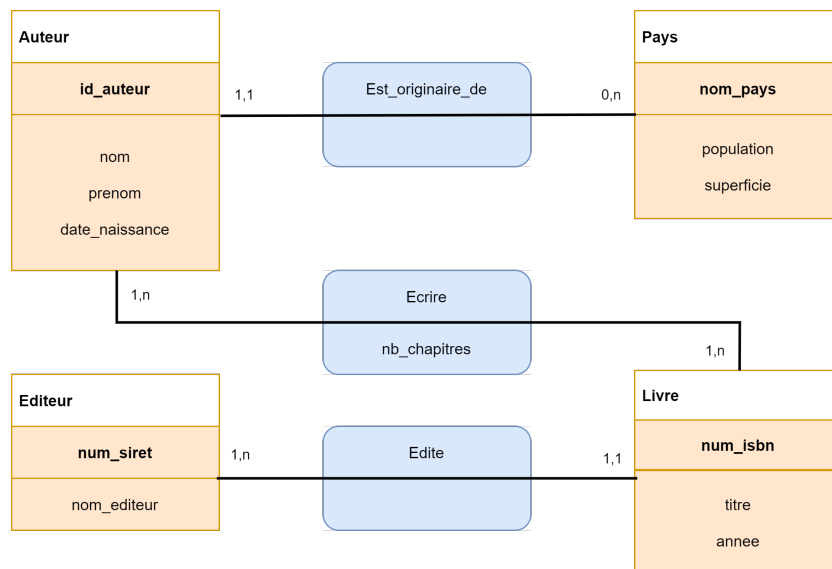 Auteur
id_auteur
nom
prenom
date_naissance
1,1
Est_originaire_de
0,n
Pays
nom_pays
population
superficie
1,n
Ecrire
nb_chapitres
1,n
Editeur
num_siret
nom_editeur
1,n
Edite
1,1
Livre
num_isbn
titre
annee